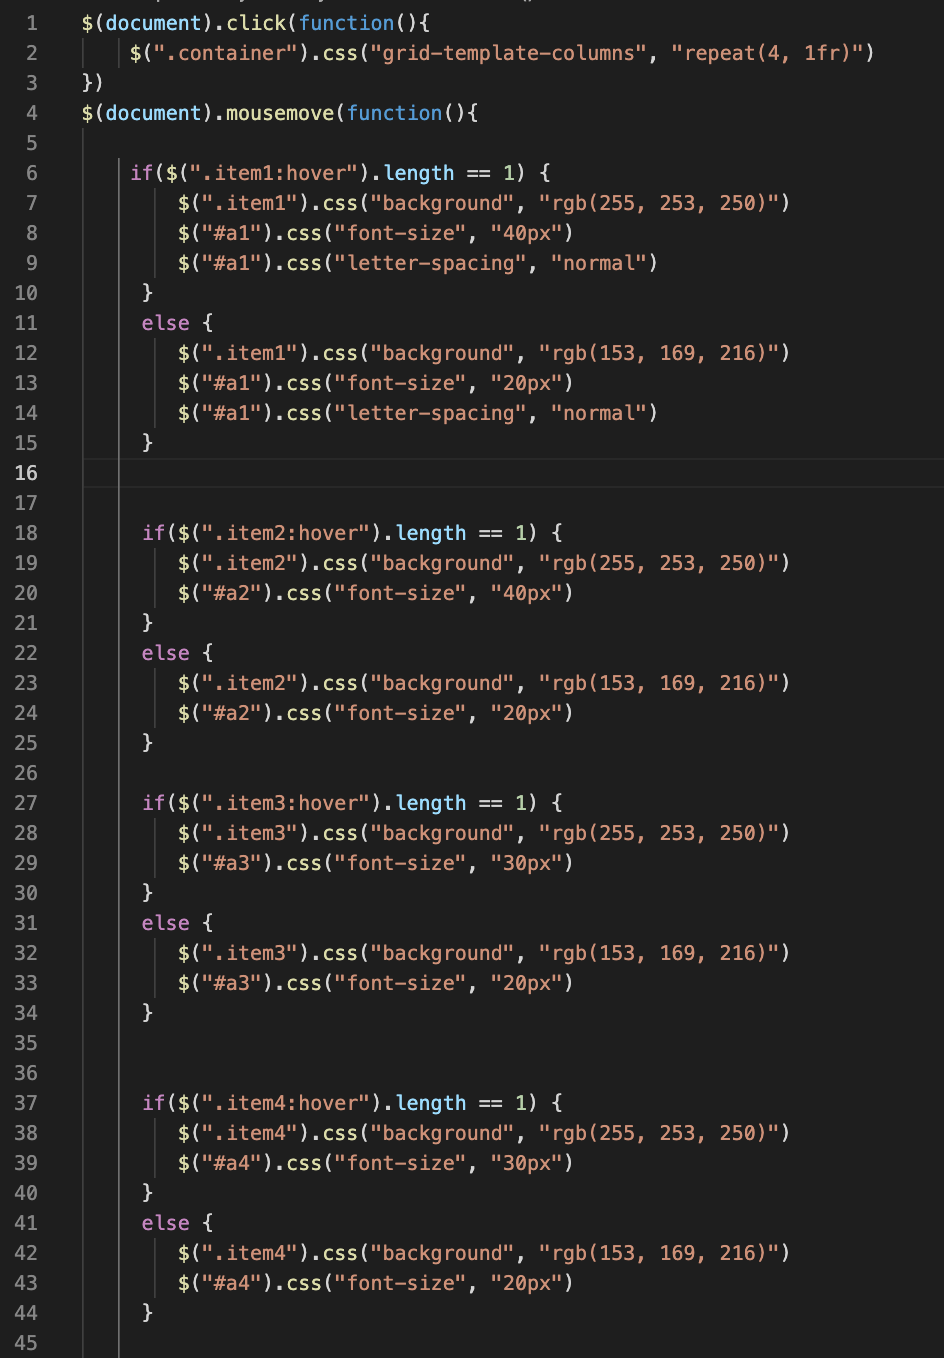 1 $(document).click(function(){
2 $(".container").css("grid-template-columns", "repeat(4, 1fr)")
3 })
4 $(document).mousemove(function(){
5
6 if($(".item1:hover").length == 1) {
7 $(".item1").css("background", "rgb(255, 253, 250)")
8 $("#a1").css("font-size", "40px")
9 $("#a1").css("letter-spacing", "normal")
10 }
11 else {
12 $(".item1").css("background", "rgb(153, 169, 216)")
13 $("#a1").css("font-size", "20px")
14 $("#a1").css("letter-spacing", "normal")
15 }
16
17
18 if($(".item2:hover").length == 1) {
19 $(".item2").css("background", "rgb(255, 253, 250)")
20 $("#a2").css("font-size", "40px")
21 }
22 else {
23 $(".item2").css("background", "rgb(153, 169, 216)")
24 $("#a2").css("font-size", "20px")
25 }
26
27 if($(".item3:hover").length == 1) {
28 $(".item3").css("background", "rgb(255, 253, 250)")
29 $("#a3").css("font-size", "30px")
30 }
31 else {
32 $(".item3").css("background", "rgb(153, 169, 216)")
33 $("#a3").css("font-size", "20px")
34 }
35
36
37 if($(".item4:hover").length == 1) {
38 $(".item4").css("background", "rgb(255, 253, 250)")
39 $("#a4").css("font-size", "30px")
40 }
41 else {
42 $(".item4").css("background", "rgb(153, 169, 216)")
43 $("#a4").css("font-size", "20px")
44 }
45